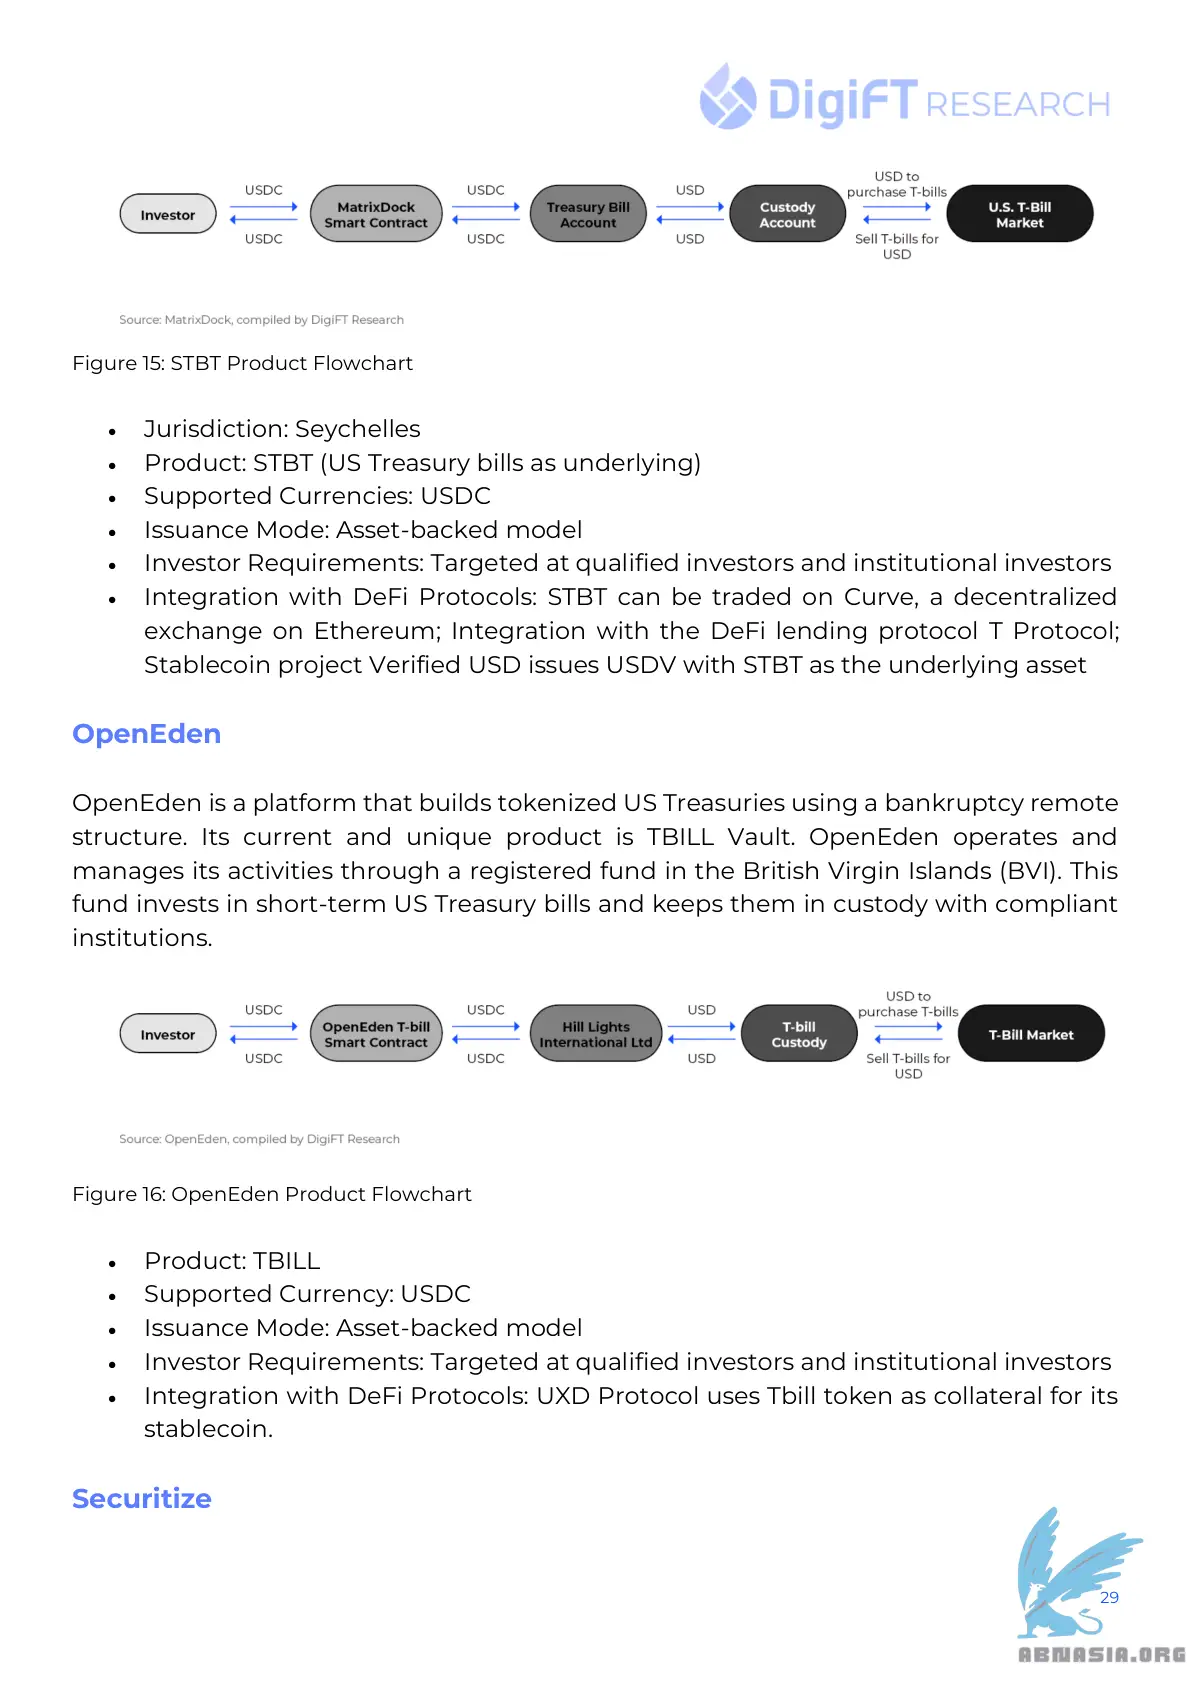 DigiFT RESEARCH
Investor
USDC
USDC
MatrixDock
Smart Contract
USDC
USDC
Treasury Bill
Account
USD
USD
Custody
Account
USD to
purchase T-bills
Sell T-bills for
USD
U.S. T-Bill
Market
Source: MatrixDock, compiled by DigiFT Research
Figure 15: STBT Product Flowchart
• Jurisdiction: Seychelles
• Product: STBT (US Treasury bills as underlying)
• Supported Currencies: USDC
• Issuance Mode: Asset-backed model
• Investor Requirements: Targeted at qualified investors and institutional investors
• Integration with DeFi Protocols: STBT can be traded on Curve, a decentralized
exchange on Ethereum; Integration with the DeFi lending protocol T Protocol;
Stablecoin project Verified USD issues USDV with STBT as the underlying asset
OpenEden
OpenEden is a platform that builds tokenized US Treasuries using a bankruptcy remote
structure. Its current and unique product is TBILL Vault. OpenEden operates and
manages its activities through a registered fund in the British Virgin Islands (BVI). This
fund invests in short-term US Treasury bills and keeps them in custody with compliant
institutions.
Investor
USDC
USDC
OpenEden T-bill
Smart Contract
USDC
USDC
Hill Lights
International Ltd
USD
USD
T-bill
Custody
USD to
purchase T-bills
Sell T-bills for
USD
T-Bill Market
Source: OpenEden, compiled by DigiFT Research
Figure 16: OpenEden Product Flowchart
• Product: TBILL
• Supported Currency: USDC
• Issuance Mode: Asset-backed model
• Investor Requirements: Targeted at qualified investors and institutional investors
• Integration with DeFi Protocols: UXD Protocol uses Tbill token as collateral for its
stablecoin.
Securitize
29
ABNASIA.ORG